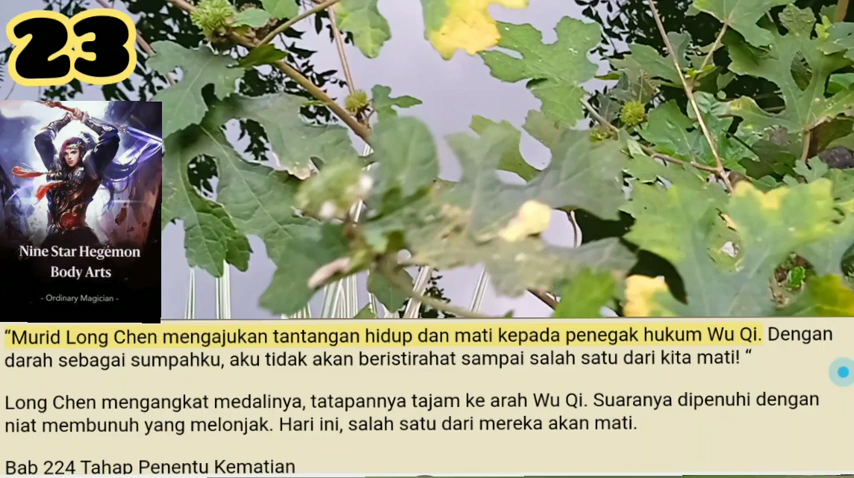 23
Nine Star Hegemon
Body Arts
- Ordinary Magician -
“Murid Long Chen mengajukan tantangan hidup dan mati kepada penegak hukum Wu Qi. Dengan
darah sebagai sumpahku, aku tidak akan beristirahat sampai salah satu dari kita mati! “
Long Chen mengangkat medalinya, tatapannya tajam ke arah Wu Qi. Suaranya dipenuhi dengan
niat membunuh yang melonjak. Hari ini, salah satu dari mereka akan mati.
Bab 224 Tahap Penentu Kematian